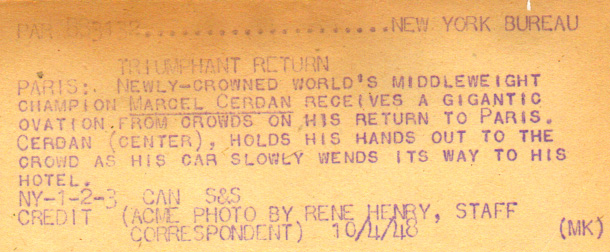 PAR ....................NEW YORK BUREAU
TRIUMPHANT RETURN
PARIS: NEWLY-CROWNED WORLD'S MIDDLEWEIGHT
CHAMPION MARCEL CERDAN RECEIVES A GIGANTIC
OVATION FROM CROWDS ON HIS RETURN TO PARIS.
CERDAN (CENTER), HOLDS HIS HANDS OUT TO THE
CROWD AS HIS CAR SLOWLY WENDS ITS WAY TO HIS
HOTEL.
NY-1-2-3 CAN S&S
CREDIT (ACME PHOTO BY RENE HENRY, STAFF
CORRESPONDENT) 10/4/48 (MK)